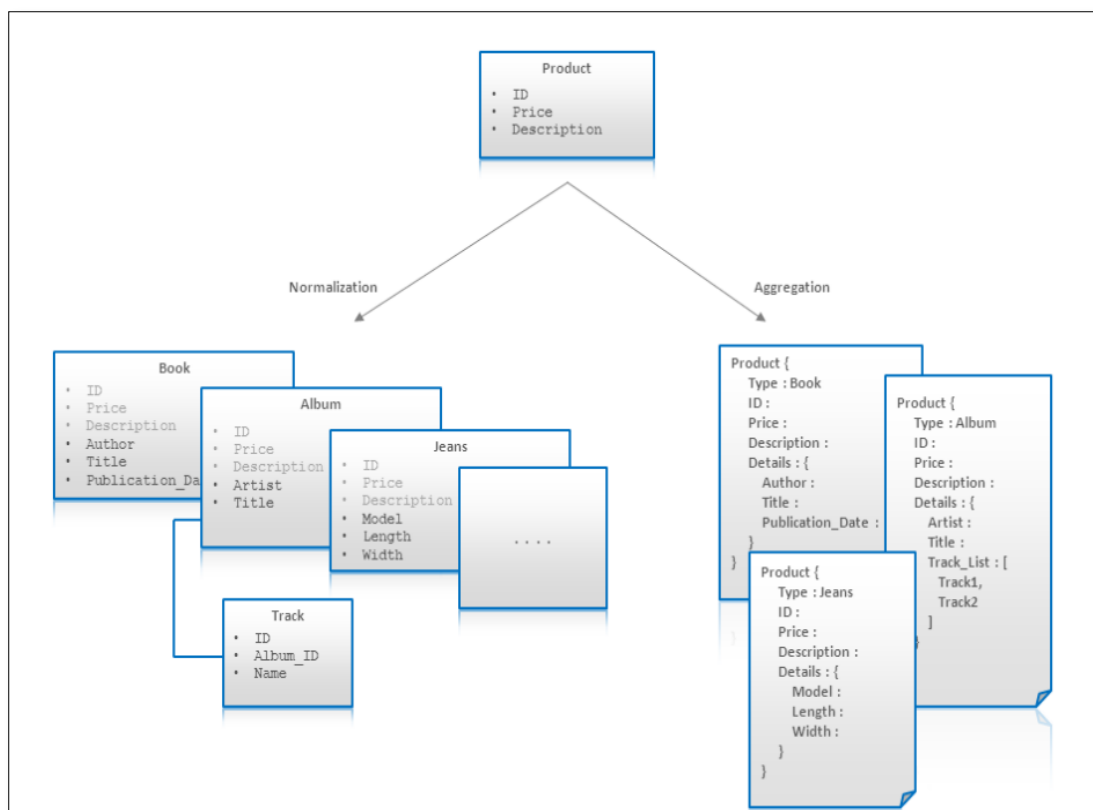 Product
• ID
• Price
• Description
Normalization
Aggregation
Book
• ID
• Price
• Description
• Author
• Title
• Publication_Da
Album
• ID
• Price
• Description
• Artist
• Title
Jeans
• ID
• Price
• Description
• Model
• Length
• Width
. . . .
Track
• ID
• Album_ID
• Name
Product {
Type : Book
ID :
Price :
Description :
Details : {
Author :
Title :
Publication_Date :
}
}
Product {
Type : Album
ID :
Price :
Description :
Details : {
Artist :
Title :
Track_List : [
Track1,
Track2
]
}
Product {
Type : Jeans
ID :
Price :
Description :
Details : {
Model :
Length :
Width :
}
}